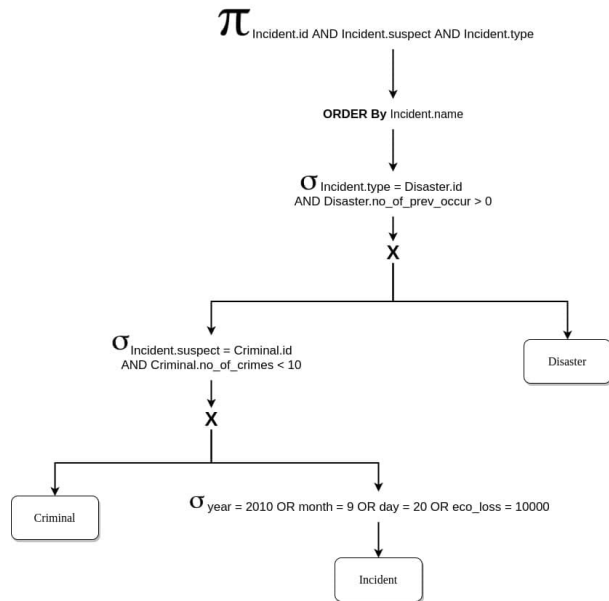 π Incident.id AND Incident.suspect AND Incident.type
ORDER By Incident.name
σ Incident.type = Disaster.id
AND Disaster.no_of_prev_occur > 0
X
σ Incident.suspect = Criminal.id
AND Criminal.no_of_crimes < 10
Disaster
X
Criminal
σ year = 2010 OR month = 9 OR day = 20 OR eco_loss = 10000
Incident